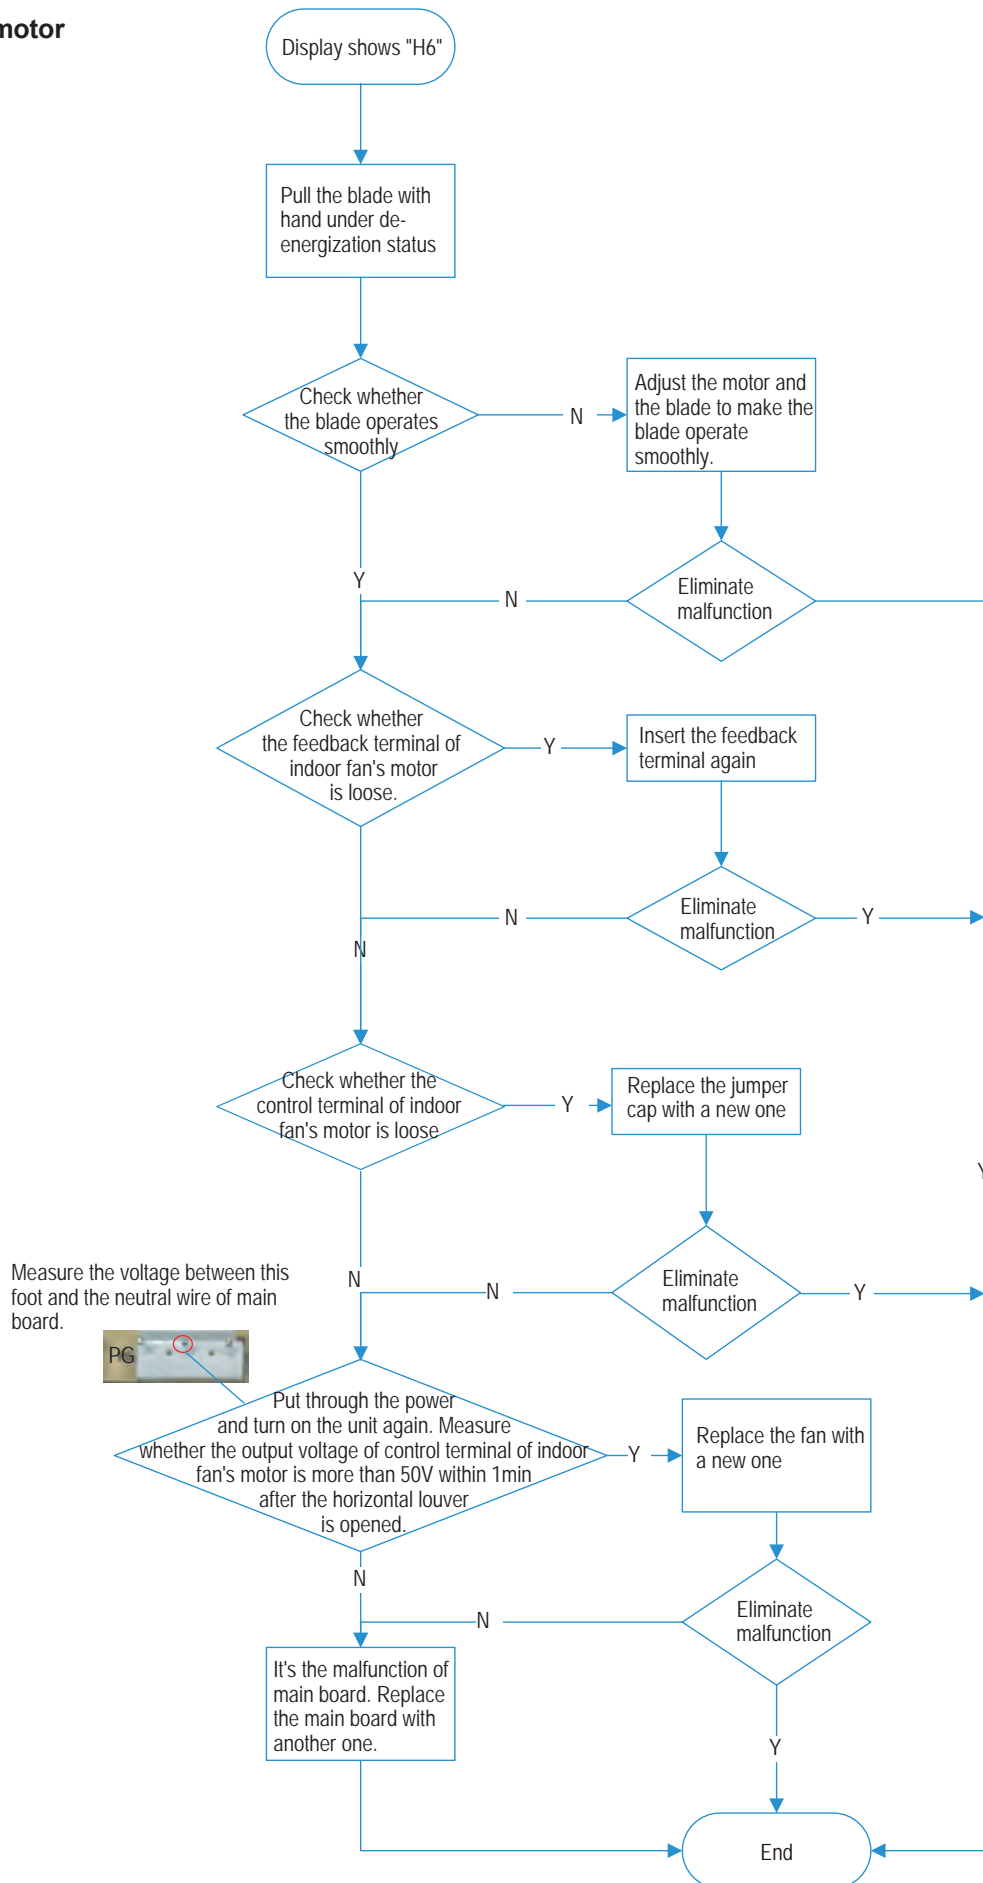 motor
Display shows "H6"
Pull the blade with
hand under de-
energization status
Check whether
the blade operates
smoothly
N
Adjust the motor and
the blade to make the
blade operate
smoothly.
Y
N
Eliminate
malfunction
Check whether
the feedback terminal of
indoor fan's motor
is loose.
Y
Insert the feedback
terminal again
N
Eliminate
malfunction
Y
N
Check whether the
control terminal of indoor
fan's motor is loose
Y
Replace the jumper
cap with a new one
Y
N
N
Eliminate
malfunction
Y
Measure the voltage between this
foot and the neutral wire of main
board.
PG
Put through the power
and turn on the unit again. Measure
whether the output voltage of control terminal of indoor
fan's motor is more than 50V within 1min
after the horizontal louver
is opened.
Y
Replace the fan with
a new one
N
N
Eliminate
malfunction
It's the malfunction of
main board. Replace
the main board with
another one.
Y
End